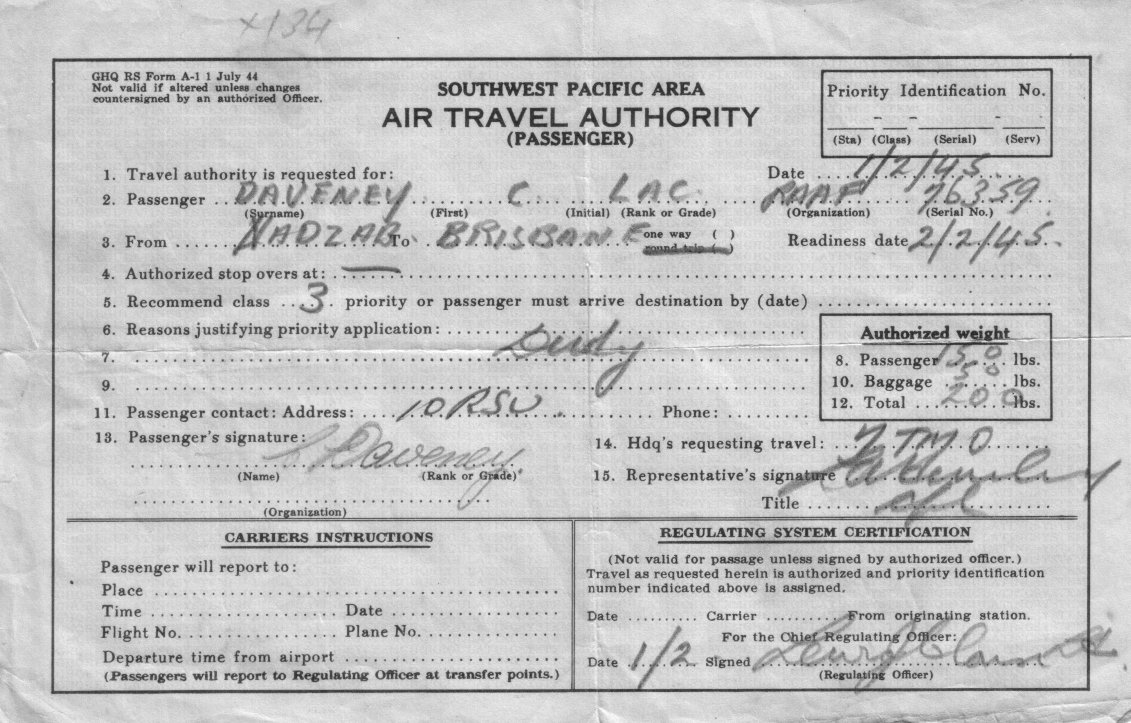 x134
GHQ RS Form A-1 1 July 44
Not valid if altered unless changes
countersigned by an authorized Officer.
SOUTHWEST PACIFIC AREA
AIR TRAVEL AUTHORITY
(PASSENGER)
Priority Identification No.
(Sta) (Class) (Serial) (Serv)
1. Travel authority is requested for: Date 1/2/45
2. Passenger DAVENEY C. LAC. RAAF 76359
(Surname) (First) (Initial) (Rank or Grade) (Organization) (Serial No.)
3. From NADZAB To BRISBANE one way ( ) round trip ( ) Readiness date 2/2/45
4. Authorized stop overs at: —
5. Recommend class 3 priority or passenger must arrive destination by (date)
6. Reasons justifying priority application:
7. Duty
9.
Authorized weight
8. Passenger 150 lbs.
10. Baggage 50 lbs.
12. Total 200 lbs.
11. Passenger contact: Address: 10 RSU Phone:
13. Passenger's signature:
C Daveney
(Name) (Rank or Grade)
(Organization)
14. Hdq's requesting travel: 7 TMO
15. Representative's signature
Title
CARRIERS INSTRUCTIONS
Passenger will report to:
Place
Time Date
Flight No. Plane No.
Departure time from airport
(Passengers will report to Regulating Officer at transfer points.)
REGULATING SYSTEM CERTIFICATION
(Not valid for passage unless signed by authorized officer.)
Travel as requested herein is authorized and priority identification
number indicated above is assigned.
Date Carrier From originating station.
For the Chief Regulating Officer:
Date 1/2 Signed
(Regulating Officer)